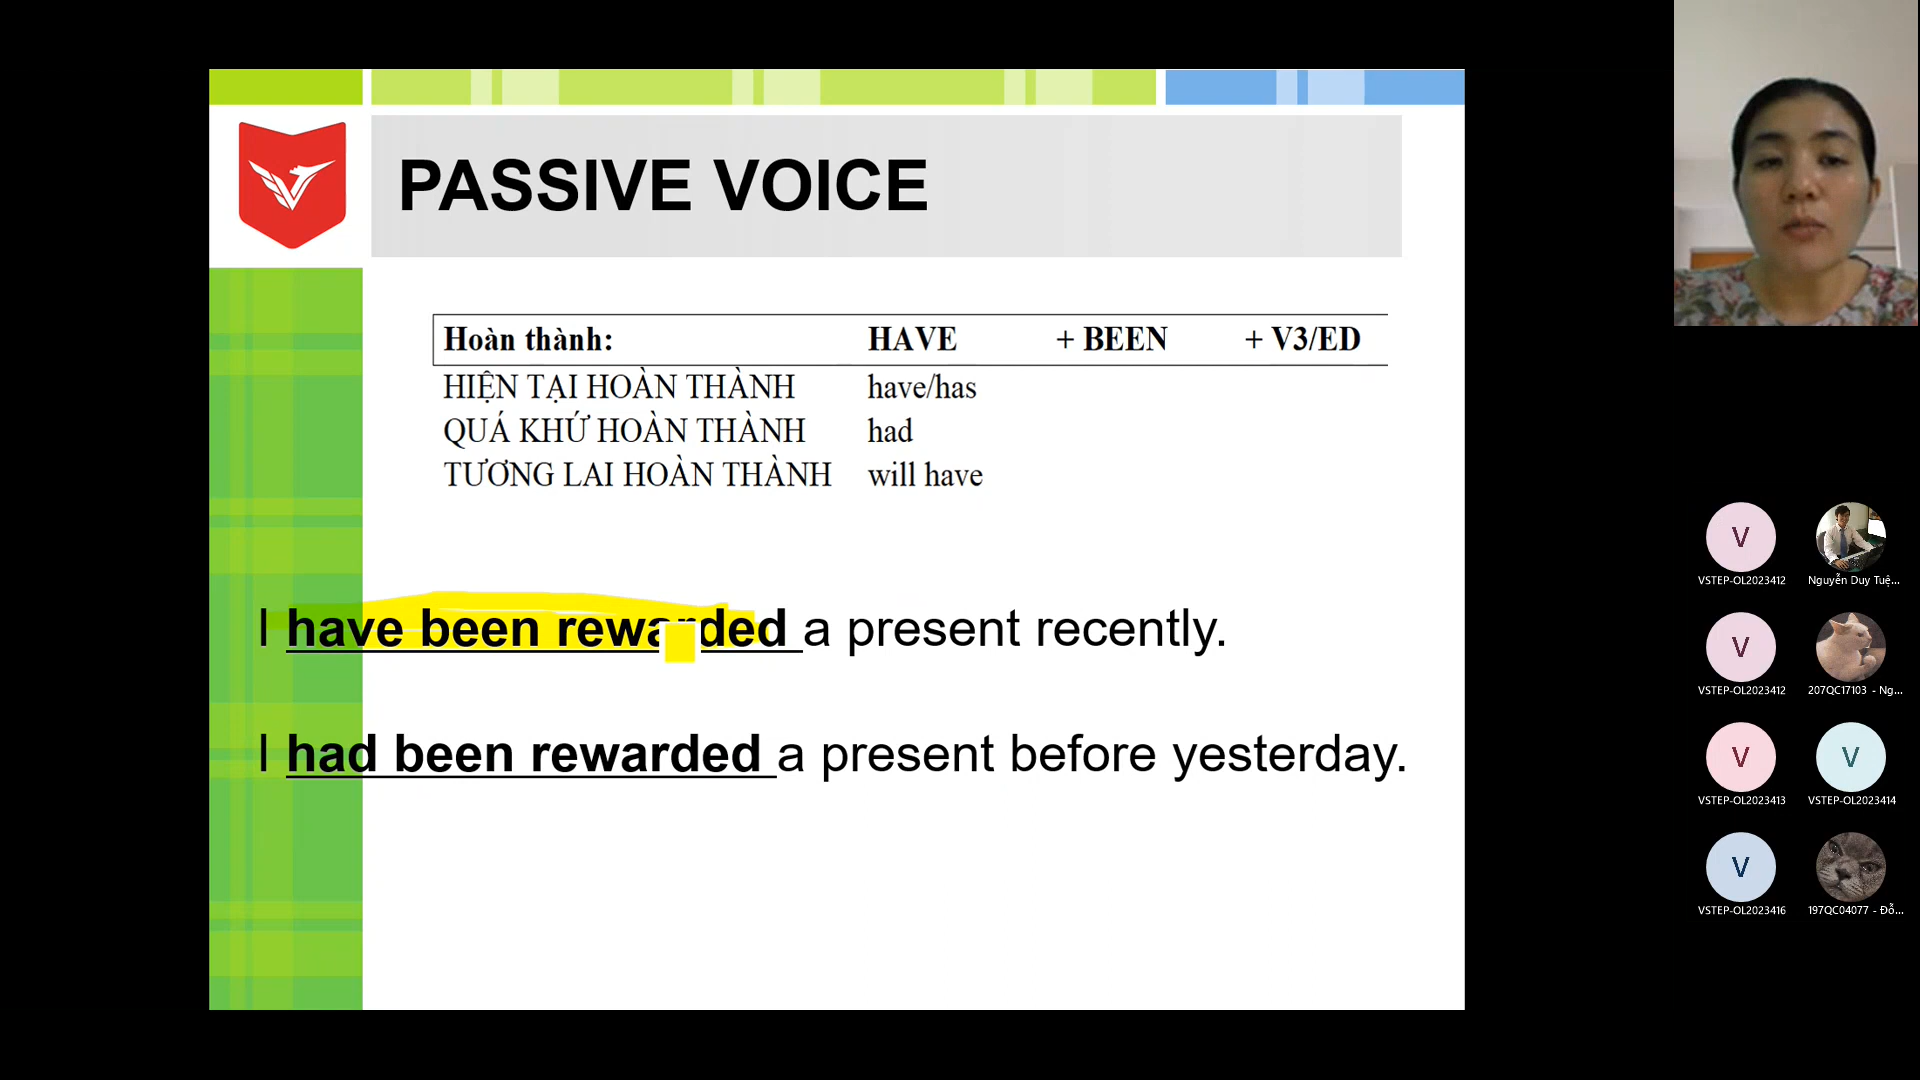 PASSIVE VOICE
Hoàn thành: HAVE + BEEN + V3/ED
HIỆN TẠI HOÀN THÀNH have/has
QUÁ KHỨ HOÀN THÀNH had
TƯƠNG LAI HOÀN THÀNH will have
I have been rewarded a present recently.
I had been rewarded a present before yesterday.
V
VSTEP-OL2023412 Nguyễn Duy Tuệ...
V
VSTEP-OL2023412 207QC17103 - Ng...
V V
VSTEP-OL2023413 VSTEP-OL2023414
V
VSTEP-OL2023416 197QC04077 - Đỗ...